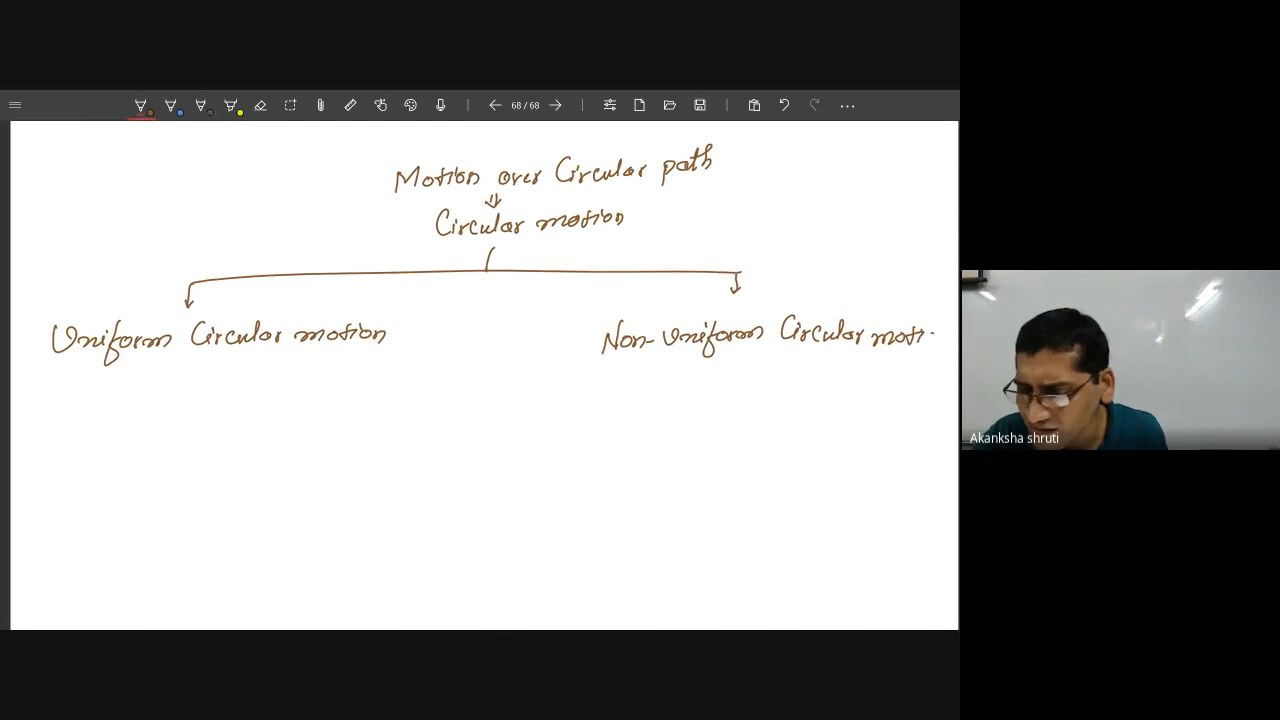 68 / 68
Motion over Circular path
Circular motion
Uniform Circular motion
Non-Uniform Circular moti
Akanksha shruti